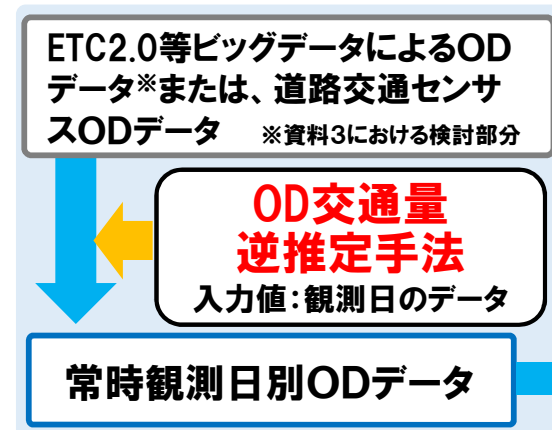 ETC2.0等ビッグデータによるOD
データ※または、道路交通センサ
スODデータ ※資料3における検討部分
OD交通量
逆推定手法
入力値：観測日のデータ
常時観測日別ODデータ